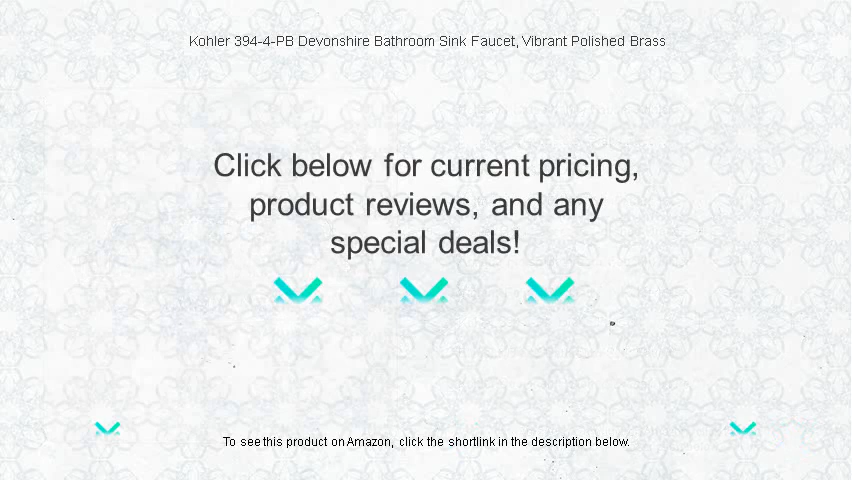 Kohler 394-4-PB Devonshire Bathroom Sink Faucet, Vibrant Polished Brass
Click below for current pricing,
product reviews, and any
special deals!
To see this product on Amazon, click the shortlink in the description below.